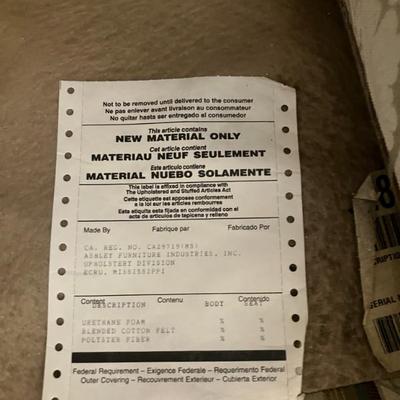 Not to be removed until delivered to the consumer
Ne pas enlever avant livraison au consommateur
No quitar hasta ser entregado al consumedor
This article contains
NEW MATERIAL ONLY
Cet article contient
MATERIAU NEUF SEULEMENT
Este articulo contiene
MATERIAL NUEBO SOLAMENTE
This label is affixed in compliance with
The Upholstered and Stuffed Articles Act
Cette etiquette est apposee conformement
a la loi sur les articles rembourres
Esta etiqueta esta fijada en conformidad con el
acta de articulos de tapiceria y relleno
Made By Fabrique par Fabricado Por
CA. REG. NO. CA29719(MS)
ASHLEY FURNITURE INDUSTRIES, INC.
UPHOLSTERY DIVISION
ECRU, MISSISSIPPI
Content Contenu Contenido
DESCRIPTION BODY SEAT
URETHANE FOAM % %
BLENDED COTTON FELT % %
POLYSTER FIBER % %
Federal Requirement – Exigence Federale – Requerimento Federal
Outer Covering – Recouvrement Exterieur – Cubierta Exterior
8